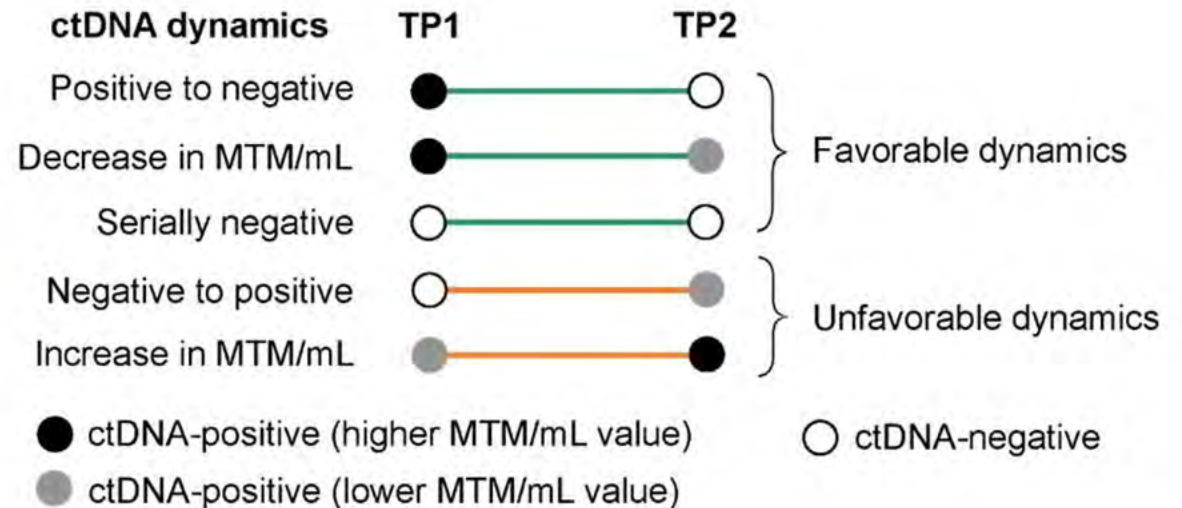 ctDNA dynamics TP1 TP2
Positive to negative
Decrease in MTM/mL
Favorable dynamics
Serially negative
Negative to positive
Unfavorable dynamics
Increase in MTM/mL
ctDNA-positive (higher MTM/mL value)
ctDNA-negative
ctDNA-positive (lower MTM/mL value)